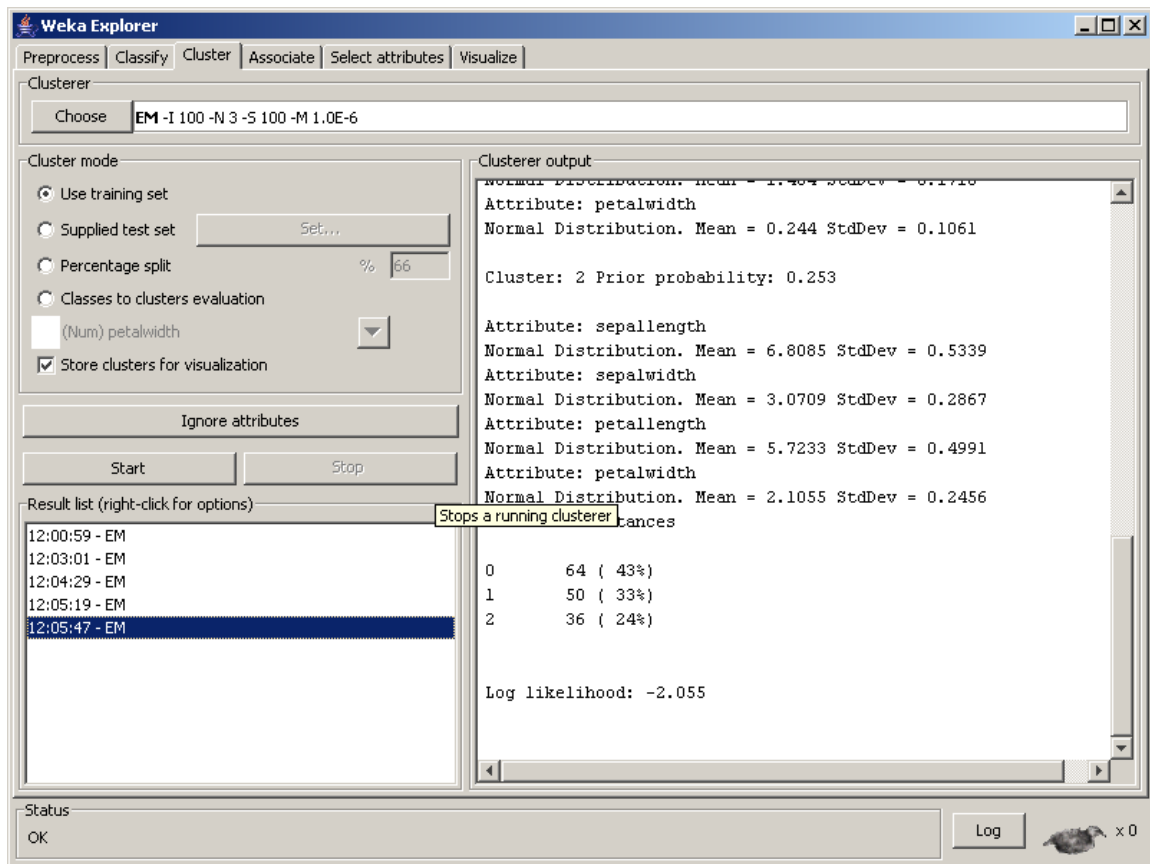 Weka Explorer
Preprocess Classify Cluster Associate Select attributes Visualize
Clusterer
Choose EM -I 100 -N 3 -S 100 -M 1.0E-6
Cluster mode
Use training set
Supplied test set Set...
Percentage split % 66
Classes to clusters evaluation
(Num) petalwidth
Store clusters for visualization
Ignore attributes
Start Stop
Result list (right-click for options)
12:00:59 - EM
12:03:01 - EM
12:04:29 - EM
12:05:19 - EM
12:05:47 - EM
Stops a running clusterer
Clusterer output
Normal Distribution. Mean =
Attribute: petalwidth
Normal Distribution. Mean = 0.244 StdDev = 0.1061
Cluster: 2 Prior probability: 0.253
Attribute: sepallength
Normal Distribution. Mean = 6.8085 StdDev = 0.5339
Attribute: sepalwidth
Normal Distribution. Mean = 3.0709 StdDev = 0.2867
Attribute: petallength
Normal Distribution. Mean = 5.7233 StdDev = 0.4991
Attribute: petalwidth
Normal Distribution. Mean = 2.1055 StdDev = 0.2456
tances
0 64 ( 43%)
1 50 ( 33%)
2 36 ( 24%)
Log likelihood: -2.055
Status
OK
Log x 0